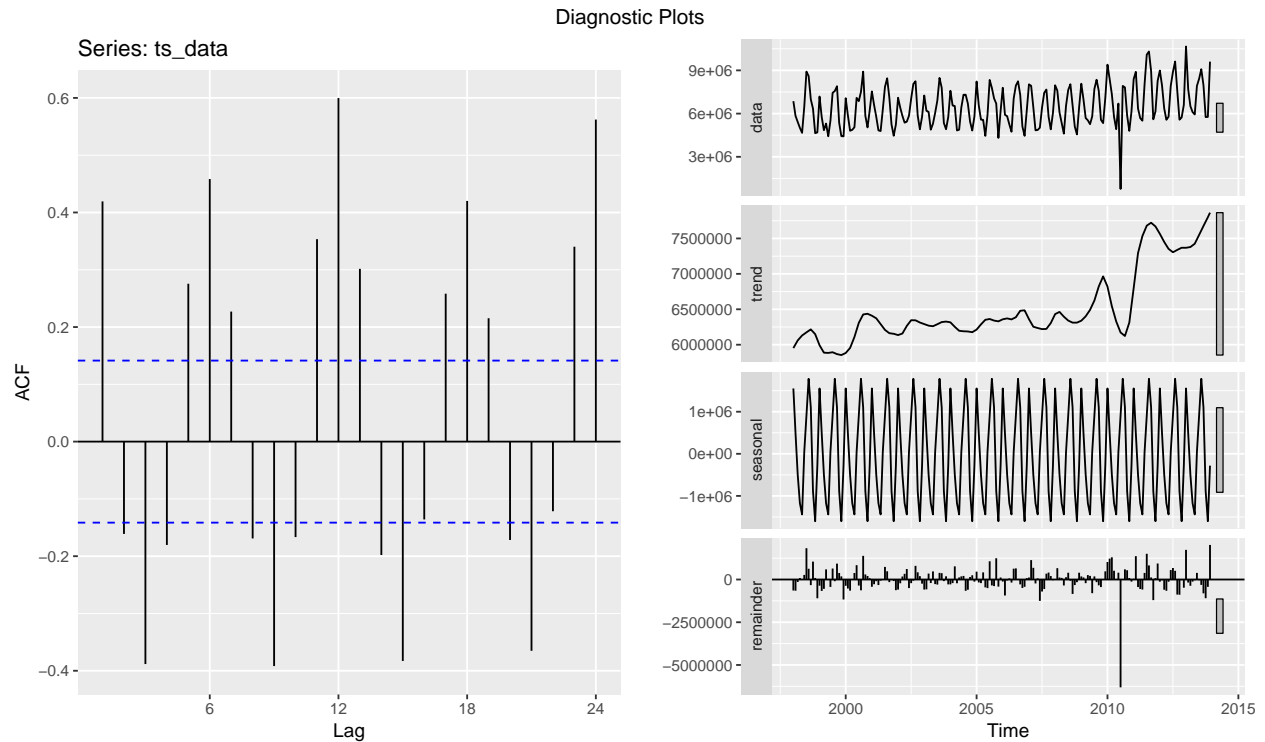 Diagnostic Plots
Series: ts_data
ACF
0.6
0.4
0.2
0.0
−0.2
−0.4
6
12
18
24
Lag
data
9e+06
6e+06
3e+06
trend
7500000
7000000
6500000
6000000
seasonal
1e+06
0e+00
−1e+06
remainder
0
−2500000
−5000000
2000
2005
2010
2015
Time